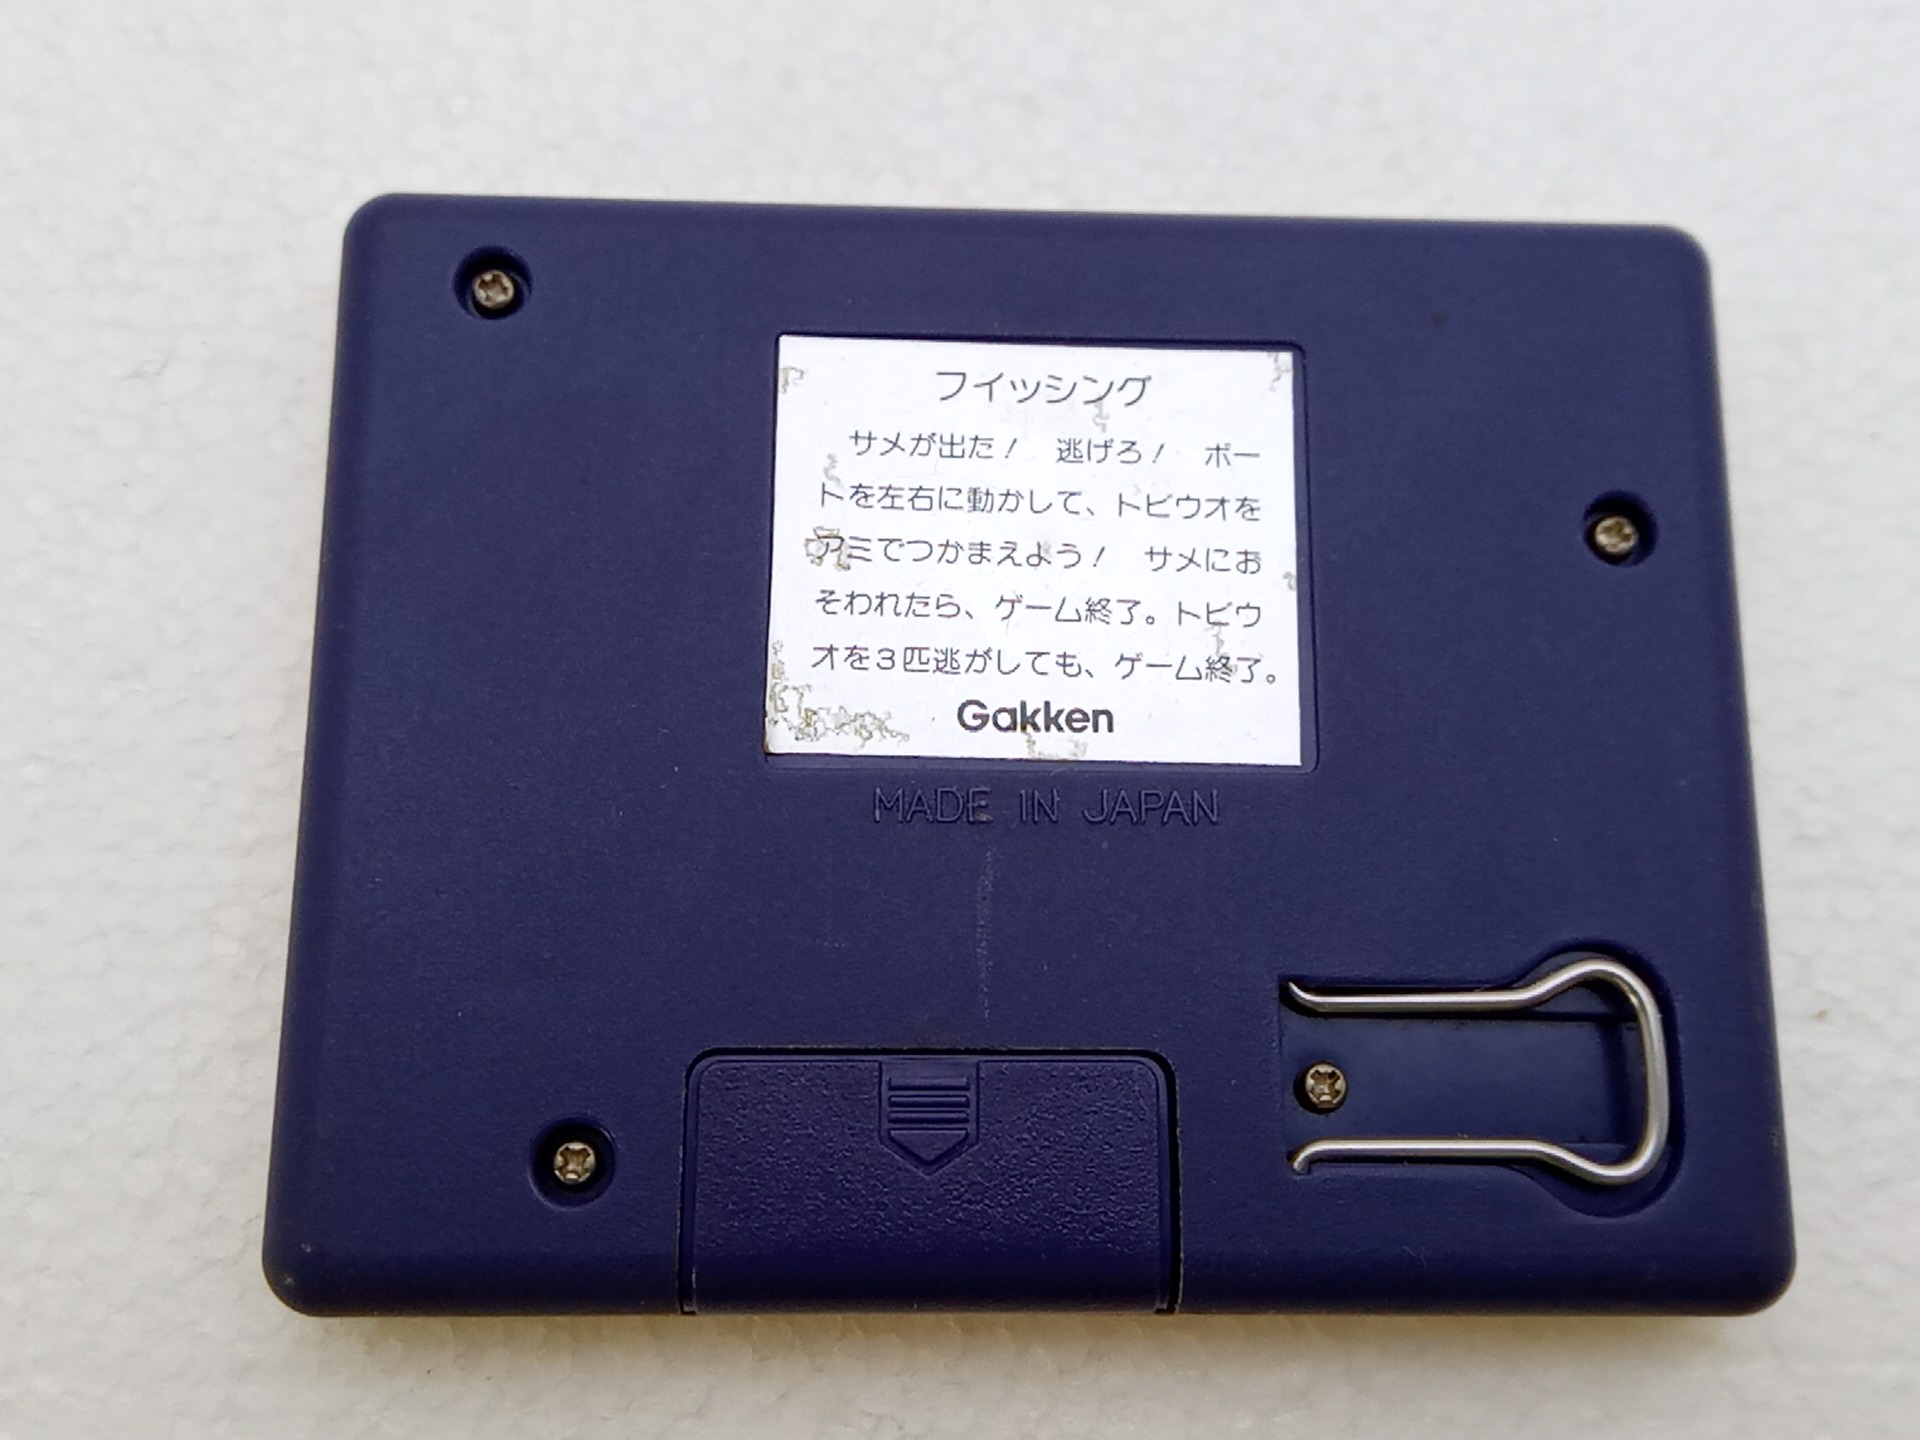 フイッシング
サメが出た！　逃げろ！　ボー
トを左右に動かして、トビウオを
アミでつかまえよう！　サメにお
そわれたら、ゲーム終了。トビウ
オを３匹逃がしても、ゲーム終了。
Gakken
MADE IN JAPAN